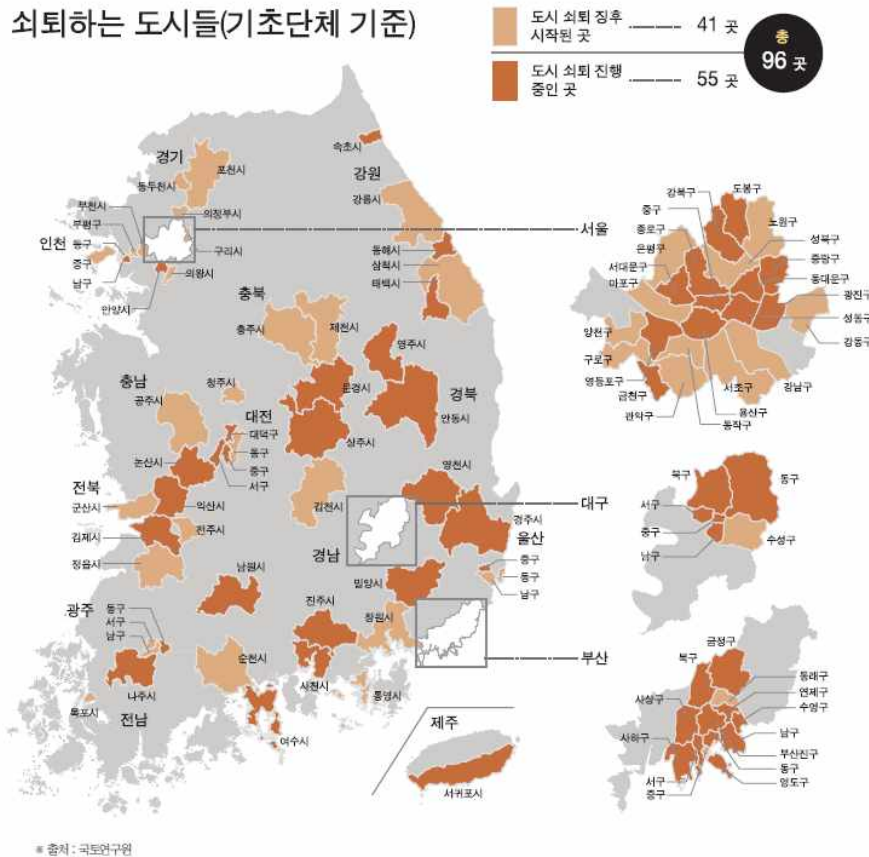 쇠퇴하는 도시들(기초단체 기준)
도시 쇠퇴 징후
시작된 곳
41 곳
도시 쇠퇴 진행
중인 곳
55 곳
총
96 곳
경기
포천시
동두천시
의정부시
부천시
부평구
인천
동구
중구
남구
구리시
의왕시
안양시
강원
속초시
강릉시
동해시
삼척시
태백시
충북
충주시
제천시
청주시
충남
공주시
논산시
대전
대덕구
동구
중구
서구
경북
영주시
문경시
안동시
상주시
영천시
김천시
경주시
전북
군산시
익산시
김제시
전주시
정읍시
남원시
경남
밀양시
진주시
창원시
사천시
통영시
울산
중구
동구
남구
광주
동구
서구
남구
전남
나주시
목포시
순천시
여수시
제주
서귀포시
서울
도봉구
강북구
노원구
중구
종로구
성북구
은평구
중랑구
서대문구
동대문구
마포구
광진구
성동구
양천구
강동구
구로구
영등포구
금천구
관악구
서초구
강남구
용산구
동작구
대구
북구
동구
서구
중구
남구
수성구
부산
금정구
북구
동래구
연제구
사상구
수영구
사하구
남구
부산진구
서구
동구
중구
영도구
※ 출처 : 국토연구원